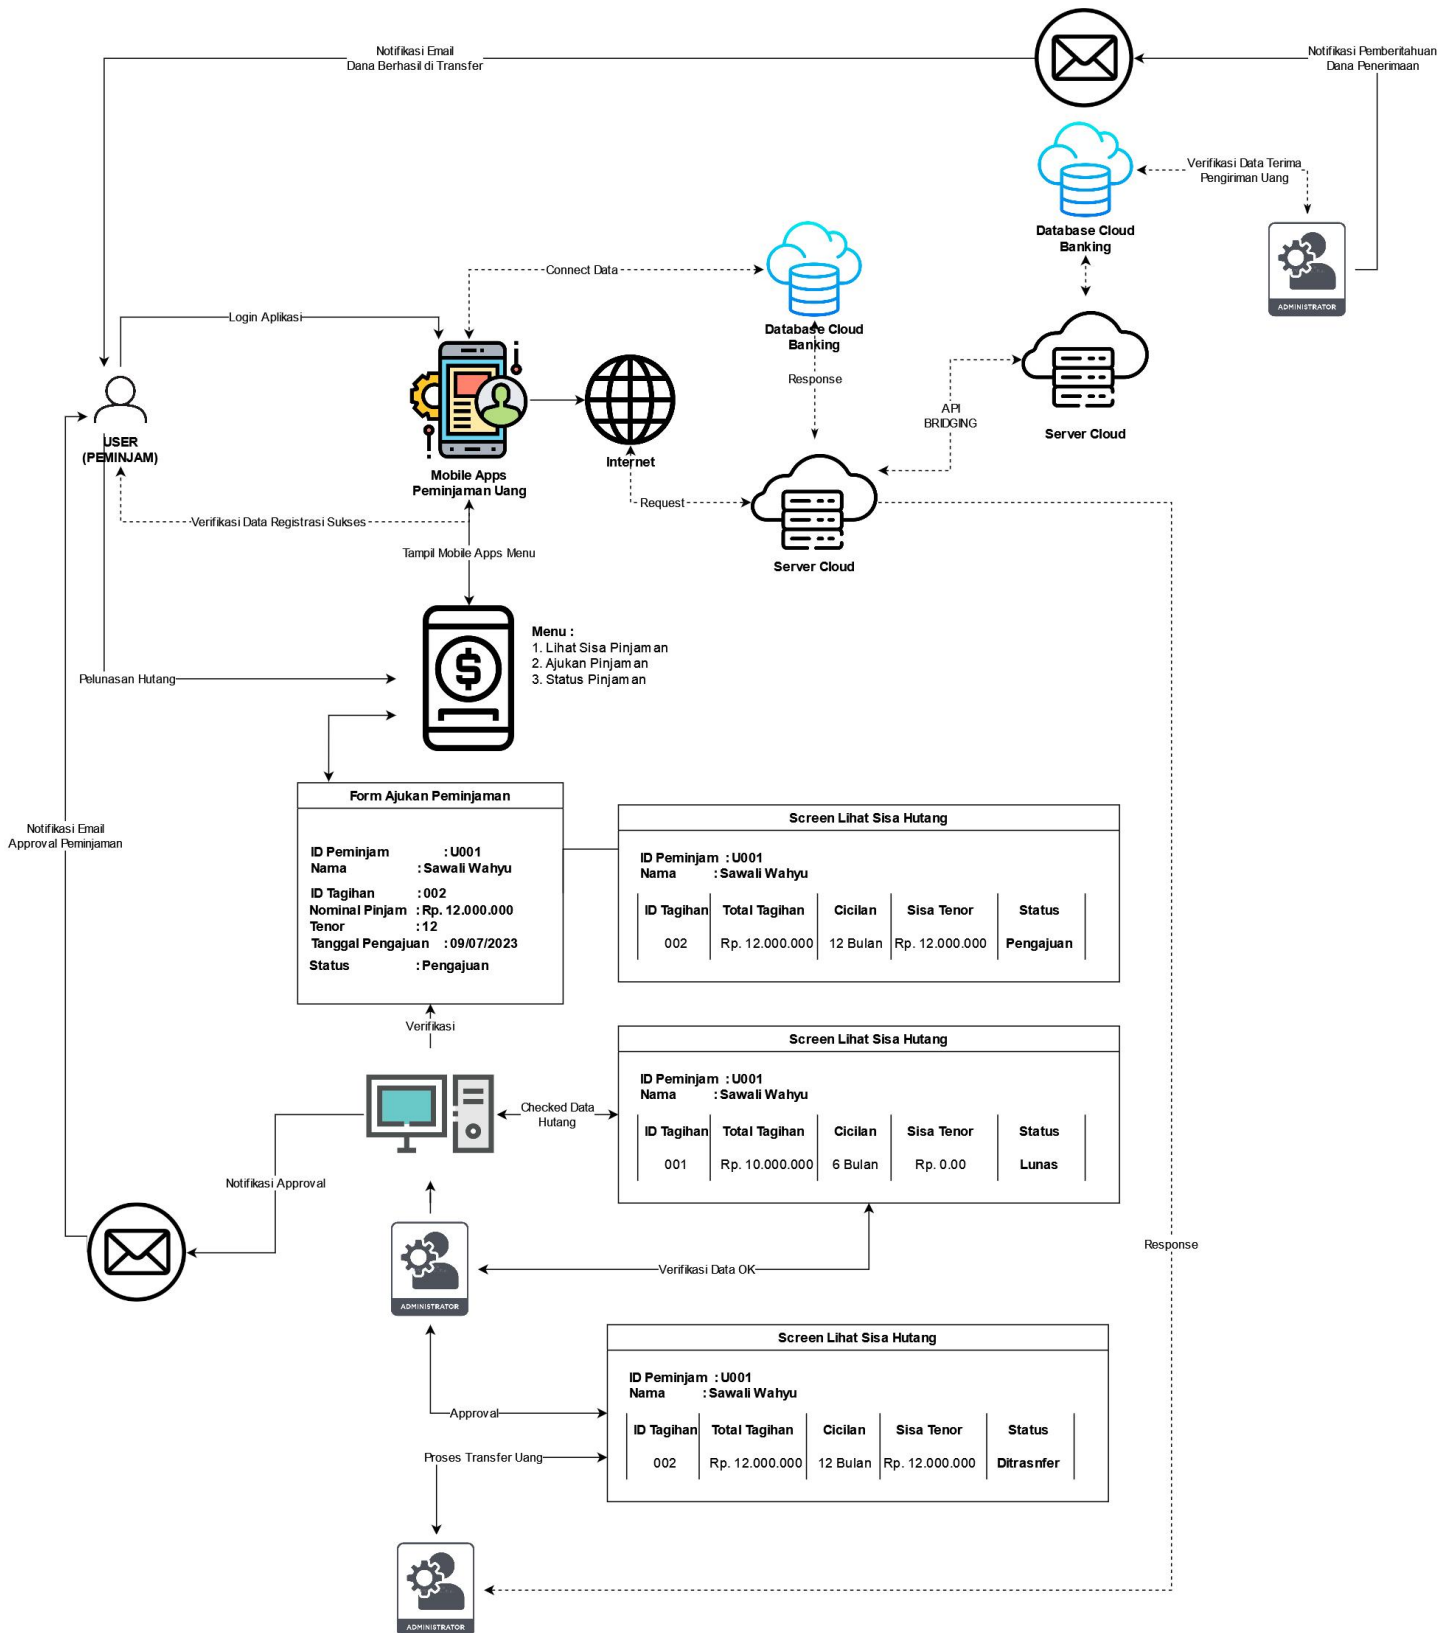 Notifikasi Email
Dana Berhasil di Transfer
Notifikasi Pemberitahuan
Dana Penerimaan
Verifikasi Data Terima
Pengiriman Uang
Database Cloud
Banking
ADMINISTRATOR
Connect Data
Database Cloud
Banking
Login Aplikasi
Response
API
BRIDGING
Server Cloud
USER
(PEMINJAM)
Internet
Mobile Apps
Peminjaman Uang
Request
Verifikasi Data Registrasi Sukses
Tampil Mobile Apps Menu
Server Cloud
Menu :
1. Lihat Sisa Pinjaman
2. Ajukan Pinjaman
3. Status Pinjaman
Pelunasan Hutang
Form Ajukan Peminjaman
ID Peminjam : U001
Nama : Sawali Wahyu
ID Tagihan : 002
Nominal Pinjam : Rp. 12.000.000
Tenor : 12
Tanggal Pengajuan : 09/07/2023
Status : Pengajuan
Screen Lihat Sisa Hutang
ID Peminjam : U001
Nama : Sawali Wahyu
ID Tagihan Total Tagihan Cicilan Sisa Tenor Status
002 Rp. 12.000.000 12 Bulan Rp. 12.000.000 Pengajuan
Notifikasi Email
Approval Peminjaman
Verifikasi
Screen Lihat Sisa Hutang
ID Peminjam : U001
Nama : Sawali Wahyu
ID Tagihan Total Tagihan Cicilan Sisa Tenor Status
001 Rp. 10.000.000 6 Bulan Rp. 0.00 Lunas
Checked Data
Hutang
Notifikasi Approval
Response
Verifikasi Data OK
ADMINISTRATOR
Screen Lihat Sisa Hutang
ID Peminjam : U001
Nama : Sawali Wahyu
ID Tagihan Total Tagihan Cicilan Sisa Tenor Status
002 Rp. 12.000.000 12 Bulan Rp. 12.000.000 Ditrasnfer
Approval
Proses Transfer Uang
ADMINISTRATOR